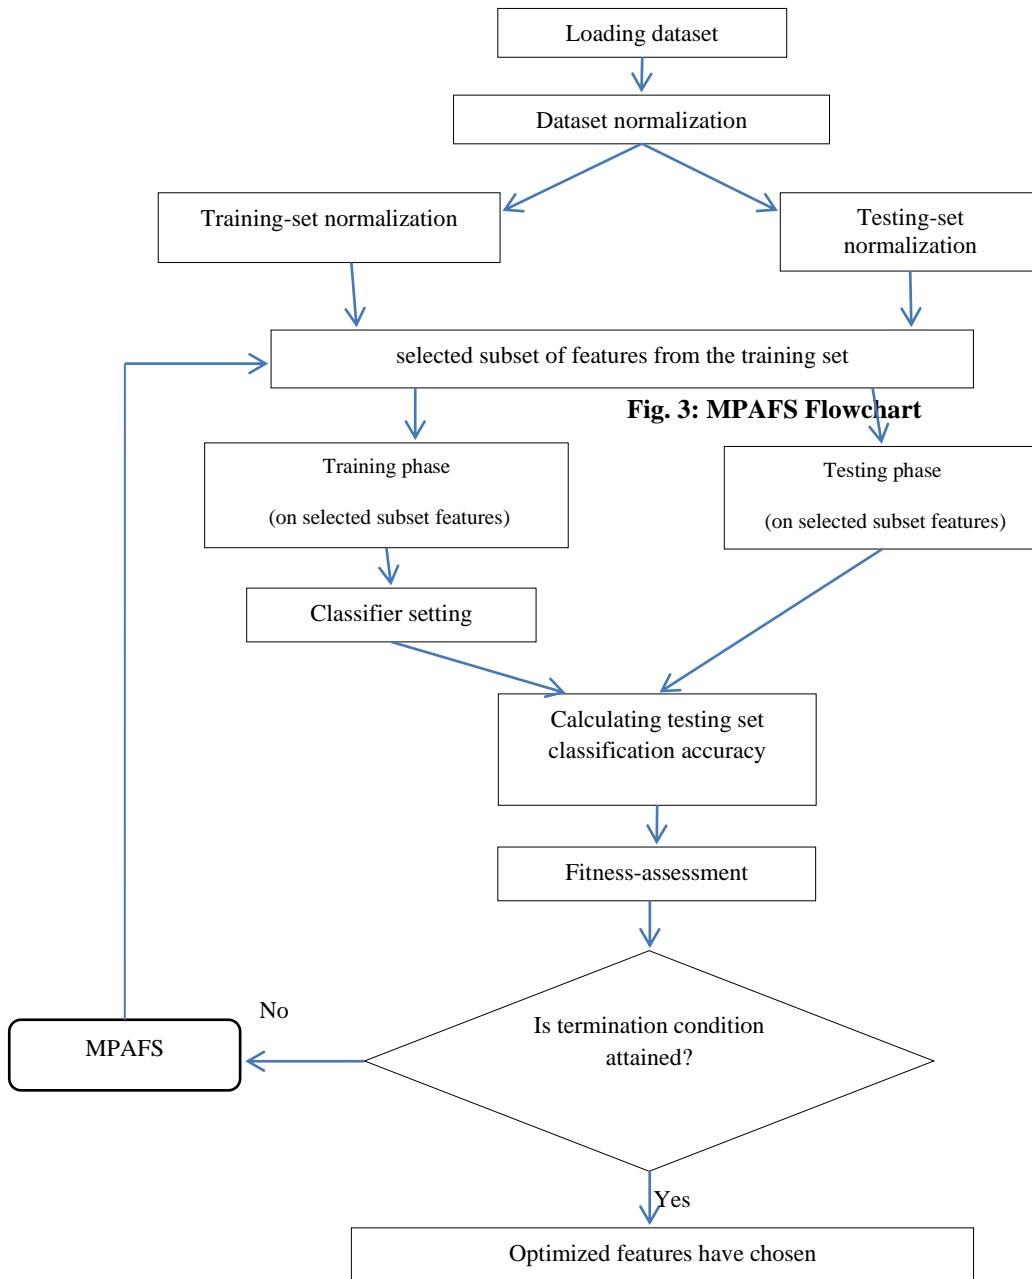 Loading dataset
Dataset normalization
Training-set normalization
Testing-set
normalization
selected subset of features from the training set
Fig. 3: MPAFS Flowchart
Training phase
(on selected subset features)
Testing phase
(on selected subset features)
Classifier setting
Calculating testing set
classification accuracy
Fitness-assessment
Is termination condition
attained?
No
MPAFS
Yes
Optimized features have chosen